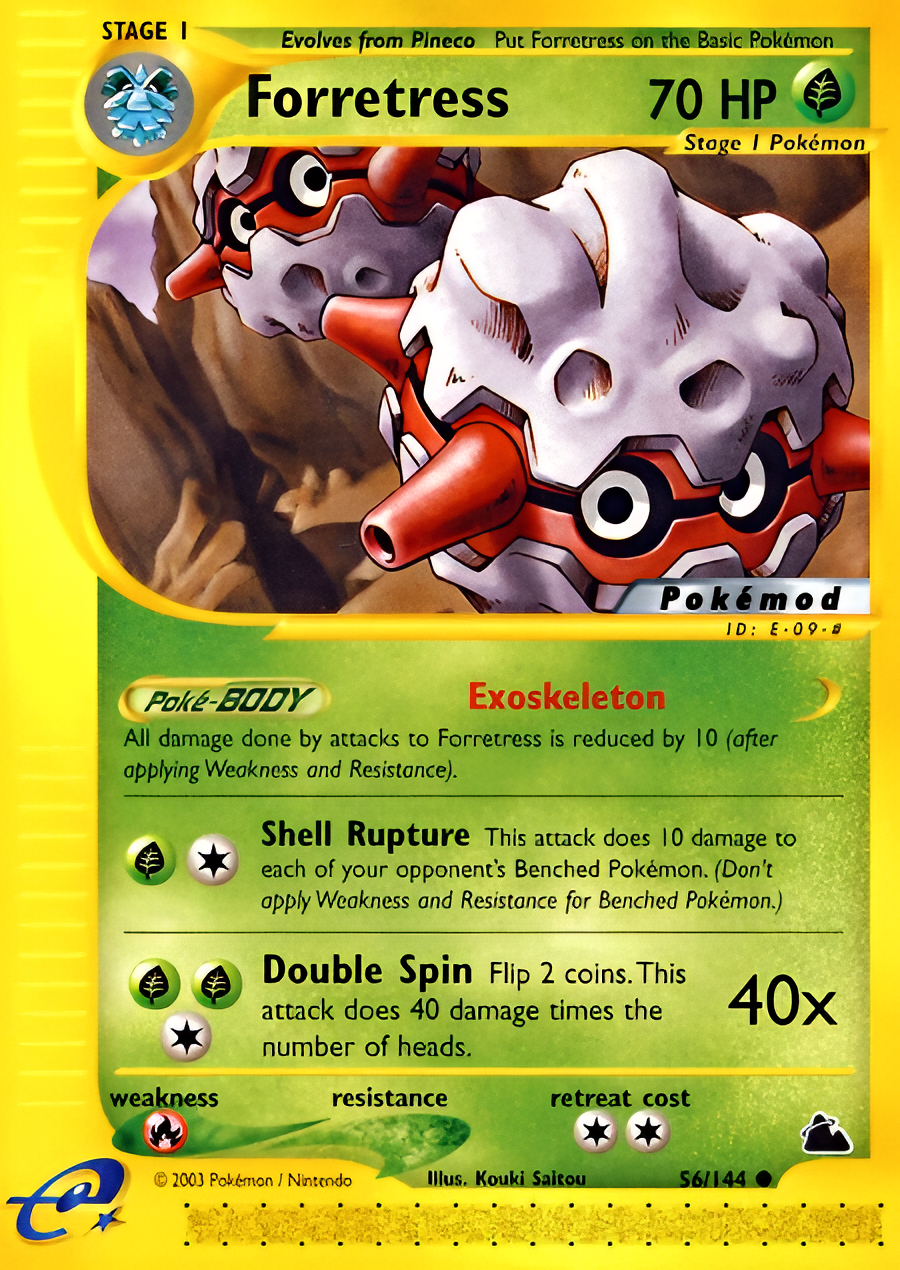 STAGE 1
Evolves from Pineco Put Forretress on the Basic Pokémon
Forretress 70 HP
Stage 1 Pokémon
Pokémod
ID: E-09-#
Poké-BODY Exoskeleton
All damage done by attacks to Forretress is reduced by 10 (after
applying Weakness and Resistance).
Shell Rupture This attack does 10 damage to
each of your opponent's Benched Pokémon. (Don't
apply Weakness and Resistance for Benched Pokémon.)
Double Spin Flip 2 coins. This
attack does 40 damage times the
number of heads.
40x
weakness resistance retreat cost
© 2003 Pokémon / Nintendo Illus. Kouki Saitou 56/144
e